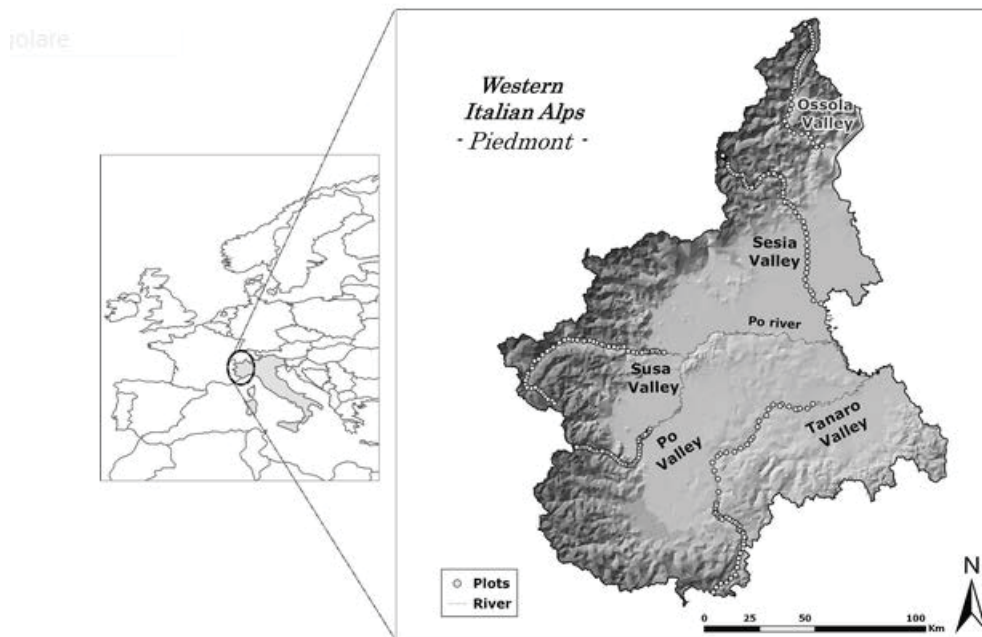 jolare
Western
Italian Alps
- Piedmont -
Ossola
Valley
Sesia
Valley
Po river
Susa
Valley
Po
Valley
Tanaro
Valley
Plots
River
N
0 25 50 100
Km